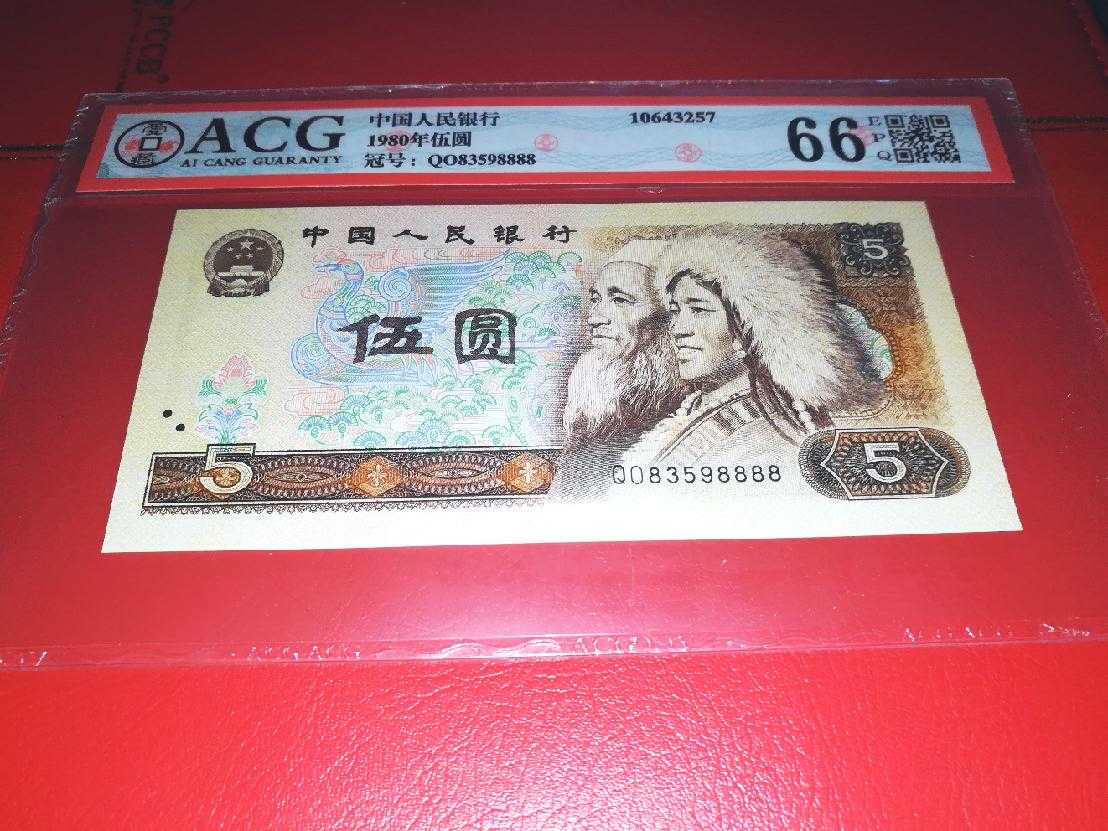 PCCB®
ACG
AI CANG GUARANTY
中国人民银行
1980年伍圆
冠号：QO83598888
10643257
66
E
P
Q
中国人民银行
伍圆
5
5
QO83598888
5